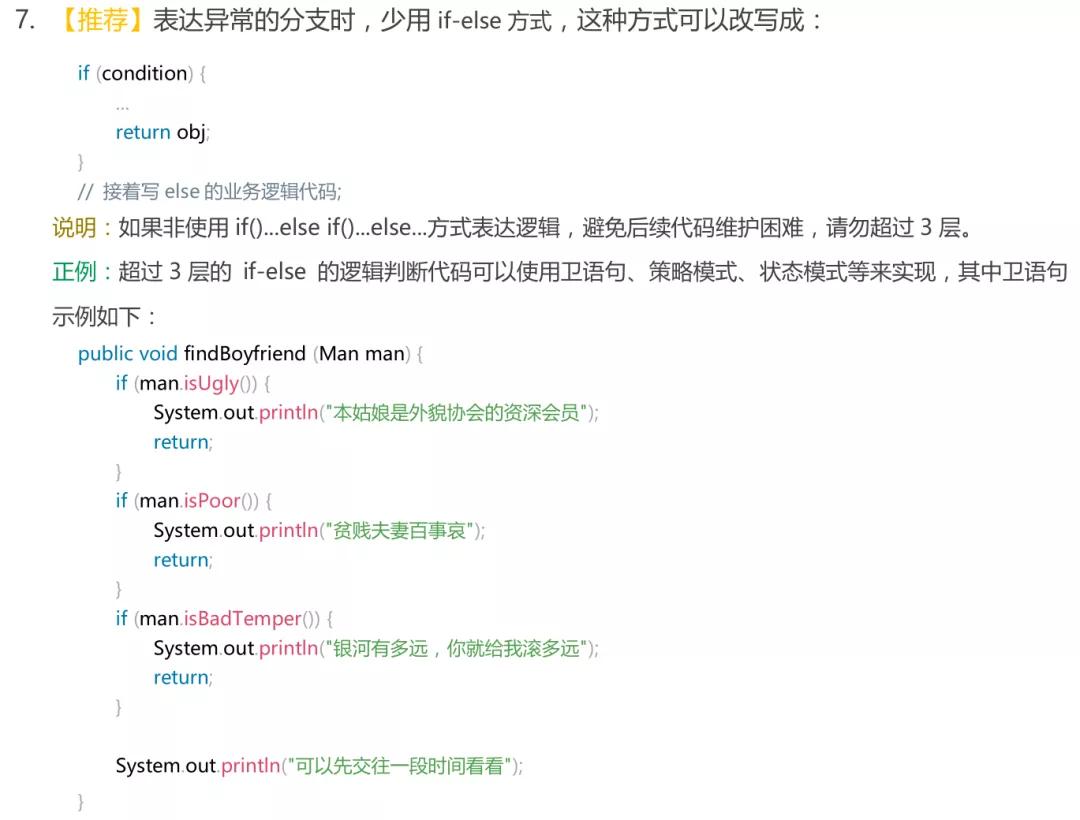 7. 【推荐】表达异常的分支时，少用 if-else 方式，这种方式可以改写成：
if (condition) {
...
return obj;
}
// 接着写 else 的业务逻辑代码;
说明：如果非使用 if()...else if()...else...方式表达逻辑，避免后续代码维护困难，请勿超过 3 层。
正例：超过 3 层的 if-else 的逻辑判断代码可以使用卫语句、策略模式、状态模式等来实现，其中卫语句
示例如下：
public void findBoyfriend (Man man) {
if (man.isUgly()) {
System.out.println("本姑娘是外貌协会的资深会员");
return;
}
if (man.isPoor()) {
System.out.println("贫贱夫妻百事哀");
return;
}
if (man.isBadTemper()) {
System.out.println("银河有多远，你就给我滚多远");
return;
}
System.out.println("可以先交往一段时间看看");
}